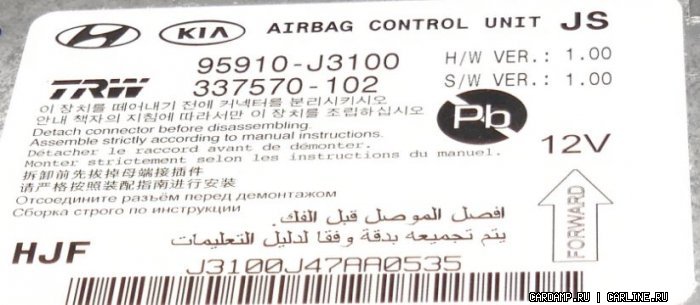 KIA AIRBAG CONTROL UNIT JS
95910-J3100 H/W VER.: 1.00
TRW 337570-102 S/W VER.: 1.00
이 장치를 떼어내기 전에 커넥터를 분리시키시오
안내 책자의 지침에 따라서만 이 장치를 조립하십시오
Pb
Detach connector before disassembling.
Assemble strictly according to manual instructions.
Détacher le raccord avant de démonter.
Monter strictement selon les instructions du manuel.
12V
拆卸前先拔掉母端接插件
请严格按照装配指南进行安装
Отсоедините разъём перед демонтажом
Сборка строго по инструкции
افصل الموصل قبل الفك.
يتم تجميعه بدقة وفقا لدليل التعليمات
FORWARD
HJF
J3100J47AA0535
CARDAMP.RU | CARLINE.RU